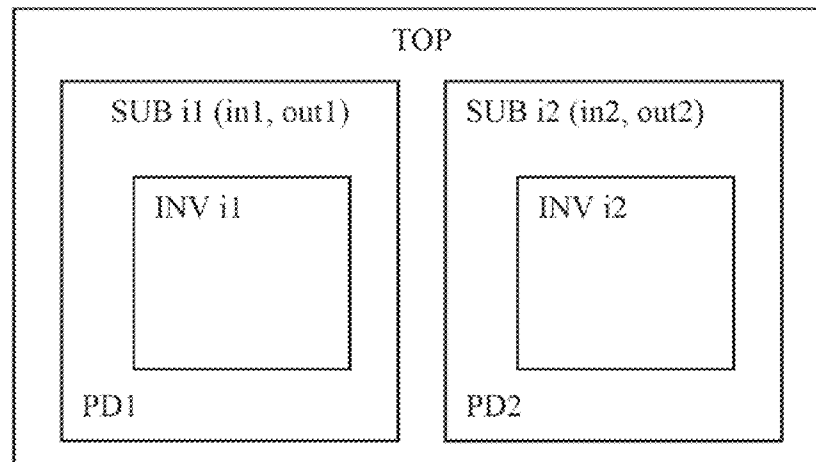 TOP
SUB i1 (in1, out1)
SUB i2 (in2, out2)
INV i1
INV i2
PD1
PD2